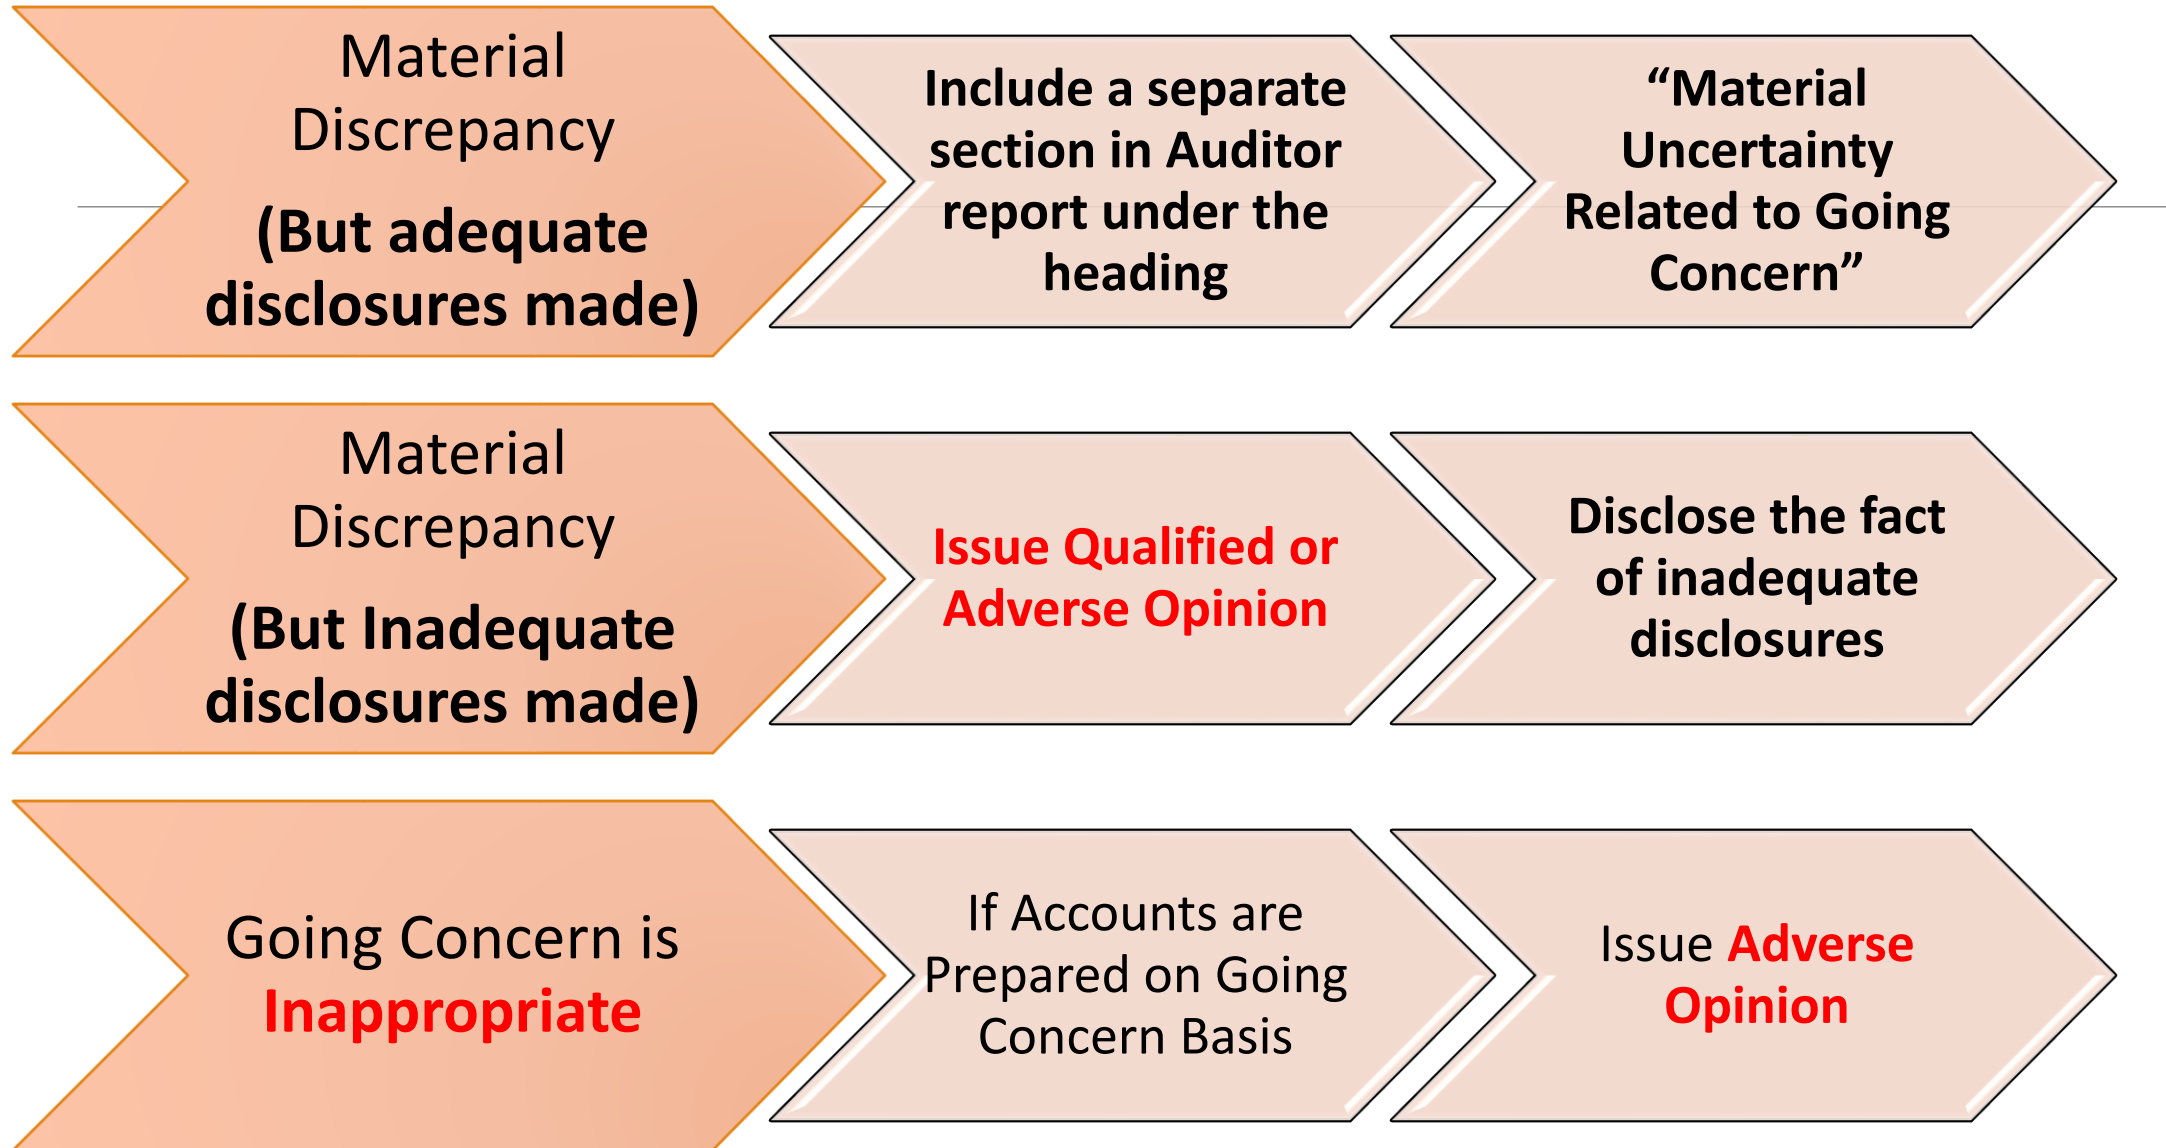 Material
Discrepancy
(But adequate
disclosures made)
Include a separate
section in Auditor
report under the
heading
“Material
Uncertainty
Related to Going
Concern”
Material
Discrepancy
(But Inadequate
disclosures made)
Issue Qualified or
Adverse Opinion
Disclose the fact
of inadequate
disclosures
Going Concern is
Inappropriate
If Accounts are
Prepared on Going
Concern Basis
Issue Adverse
Opinion